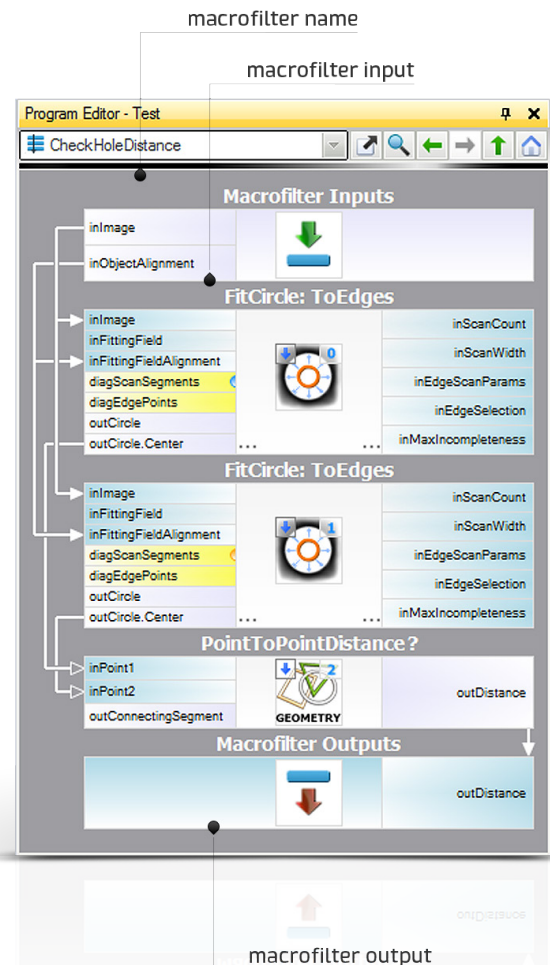 macrofilter name
macrofilter input
Program Editor - Test
CheckHoleDistance
Macrofilter Inputs
inImage
inObjectAlignment
FitCircle: ToEdges
inImage
inFittingField
inFittingFieldAlignment
diagScanSegments
diagEdgePoints
outCircle
outCircle.Center
...
0
...
inScanCount
inScanWidth
inEdgeScanParams
inEdgeSelection
inMaxIncompleteness
FitCircle: ToEdges
inImage
inFittingField
inFittingFieldAlignment
diagScanSegments
diagEdgePoints
outCircle
outCircle.Center
...
1
...
inScanCount
inScanWidth
inEdgeScanParams
inEdgeSelection
inMaxIncompleteness
PointToPointDistance?
inPoint1
inPoint2
outConnectingSegment
2
GEOMETRY
outDistance
Macrofilter Outputs
outDistance
outDistance
macrofilter output